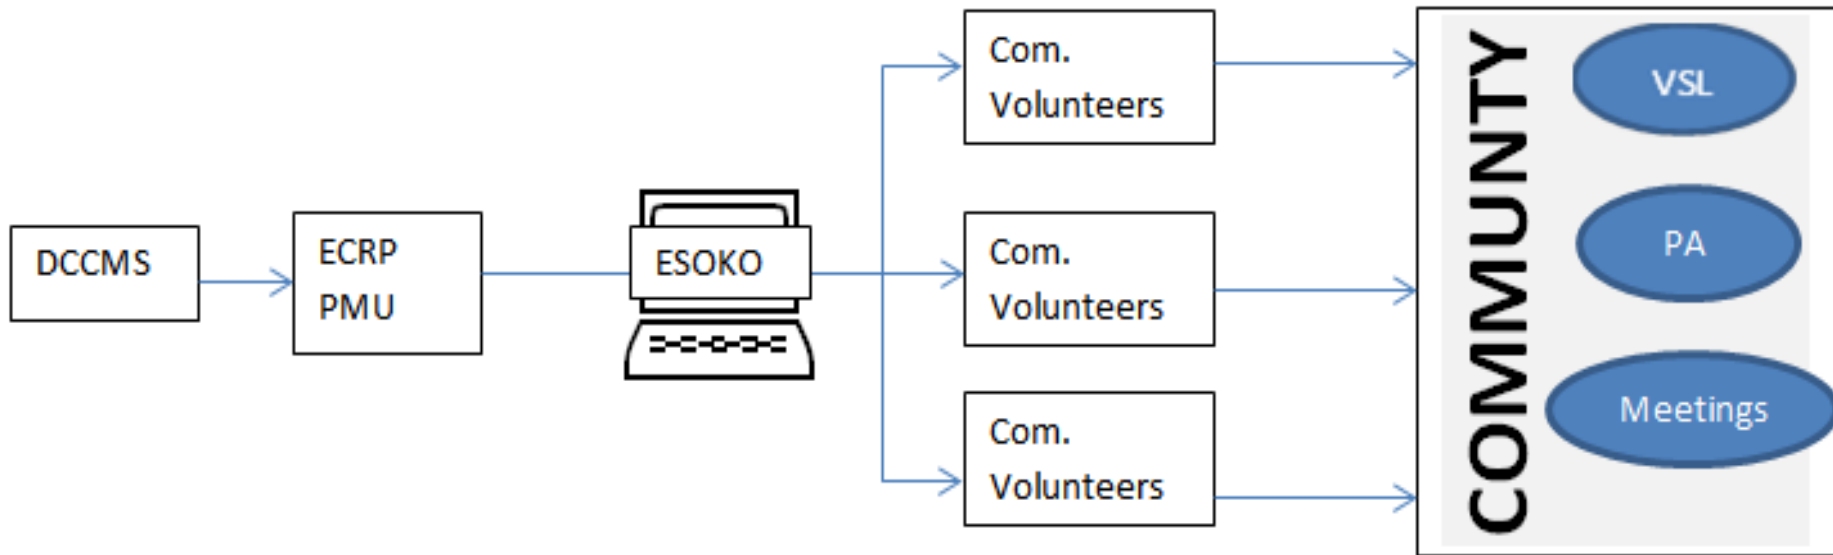 DCCMS
ECRP
PMU
ESOKO
Com.
Volunteers
Com.
Volunteers
Com.
Volunteers
COMMUNTY
VSL
PA
Meetings